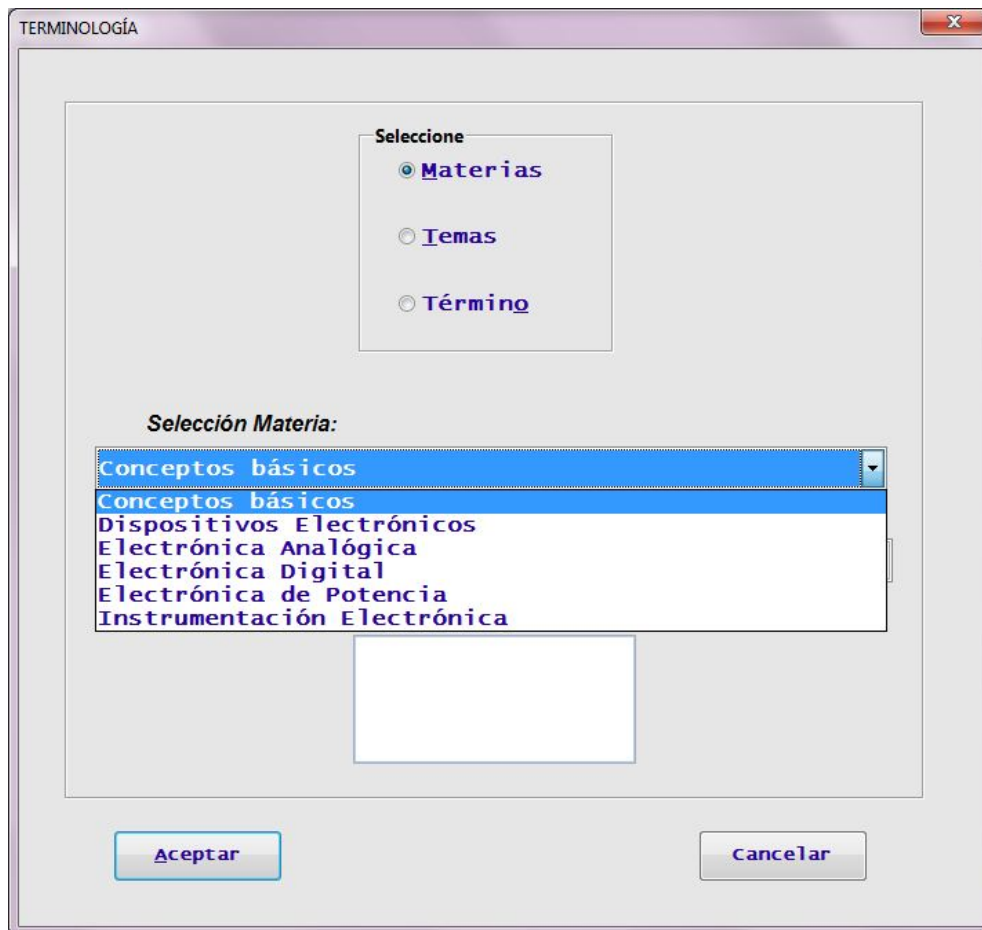 TERMINOLOGÍA
Seleccione
Materias
Temas
Término
Selección Materia:
Conceptos básicos
Conceptos básicos
Dispositivos Electrónicos
Electrónica Analógica
Electrónica Digital
Electrónica de Potencia
Instrumentación Electrónica
Aceptar
Cancelar